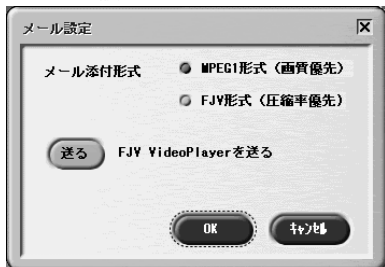 メール設定
メール添付形式 MPEG1形式（画質優先）
FJV形式（圧縮率優先）
送る FJV VideoPlayerを送る
OK ｷｬﾝｾﾙ